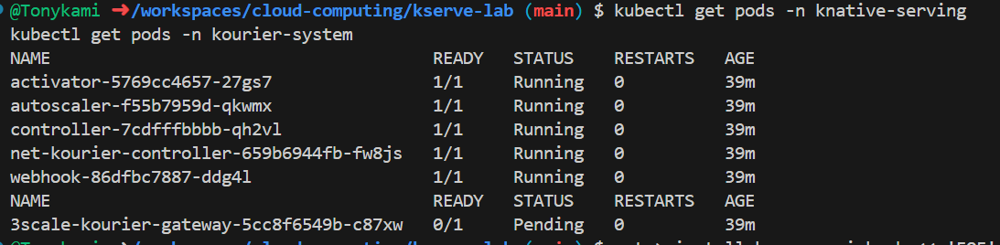 @Tonykami ➜/workspaces/cloud-computing/kserve-lab (main) $ kubectl get pods -n knative-serving
kubectl get pods -n kourier-system
NAME READY STATUS RESTARTS AGE
activator-5769cc4657-27gs7 1/1 Running 0 39m
autoscaler-f55b7959d-qkwmx 1/1 Running 0 39m
controller-7cdfffbbbb-qh2vl 1/1 Running 0 39m
net-kourier-controller-659b6944fb-fw8js 1/1 Running 0 39m
webhook-86dfbc7887-ddg4l 1/1 Running 0 39m
NAME READY STATUS RESTARTS AGE
3scale-kourier-gateway-5cc8f6549b-c87xw 0/1 Pending 0 39m